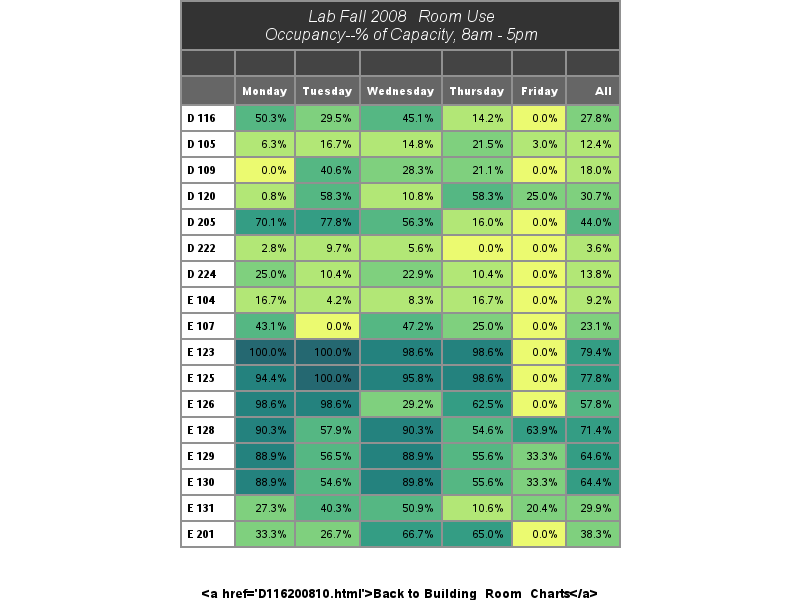 Lab Fall 2008 Room Use
Occupancy--% of Capacity, 8am - 5pm
Monday Tuesday Wednesday Thursday Friday All
D 116 50.3% 29.5% 45.1% 14.2% 0.0% 27.8%
D 105 6.3% 16.7% 14.8% 21.5% 3.0% 12.4%
D 109 0.0% 40.6% 28.3% 21.1% 0.0% 18.0%
D 120 0.8% 58.3% 10.8% 58.3% 25.0% 30.7%
D 205 70.1% 77.8% 56.3% 16.0% 0.0% 44.0%
D 222 2.8% 9.7% 5.6% 0.0% 0.0% 3.6%
D 224 25.0% 10.4% 22.9% 10.4% 0.0% 13.8%
E 104 16.7% 4.2% 8.3% 16.7% 0.0% 9.2%
E 107 43.1% 0.0% 47.2% 25.0% 0.0% 23.1%
E 123 100.0% 100.0% 98.6% 98.6% 0.0% 79.4%
E 125 94.4% 100.0% 95.8% 98.6% 0.0% 77.8%
E 126 98.6% 98.6% 29.2% 62.5% 0.0% 57.8%
E 128 90.3% 57.9% 90.3% 54.6% 63.9% 71.4%
E 129 88.9% 56.5% 88.9% 55.6% 33.3% 64.6%
E 130 88.9% 54.6% 89.8% 55.6% 33.3% 64.4%
E 131 27.3% 40.3% 50.9% 10.6% 20.4% 29.9%
E 201 33.3% 26.7% 66.7% 65.0% 0.0% 38.3%
<a href='D116200810.html'>Back to Building_Room_Charts</a>